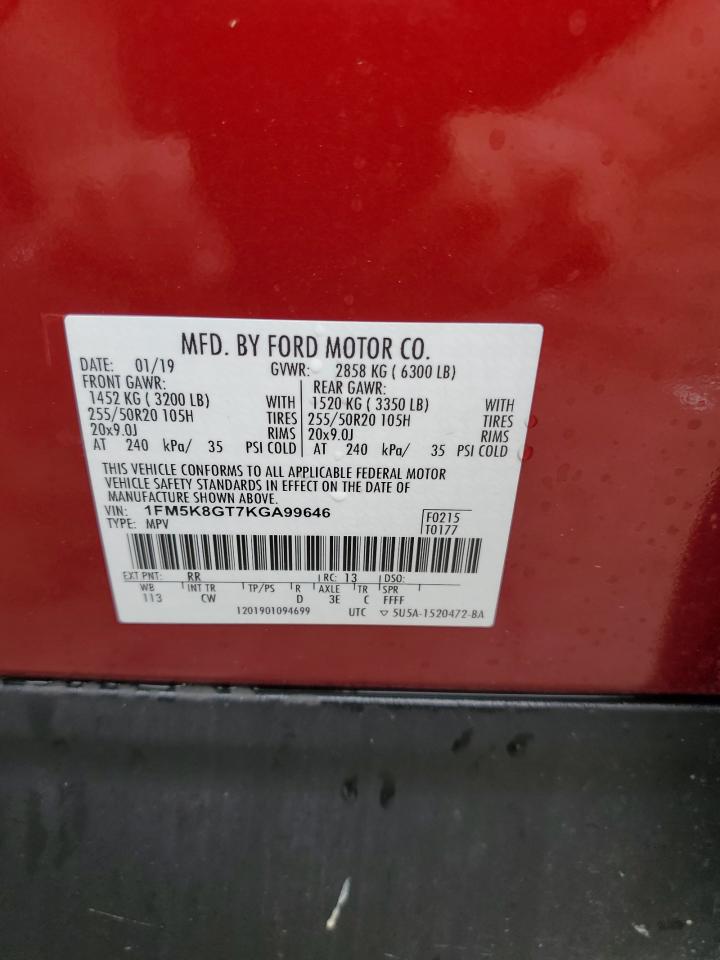 MFD. BY FORD MOTOR CO.
DATE: 01/19 GVWR: 2858 KG ( 6300 LB)
FRONT GAWR: REAR GAWR:
1452 KG ( 3200 LB) WITH 1520 KG ( 3350 LB) WITH
255/50R20 105H TIRES 255/50R20 105H TIRES
20x9.0J RIMS 20x9.0J RIMS
AT 240 kPa/ 35 PSI COLD AT 240 kPa/ 35 PSI COLD
THIS VEHICLE CONFORMS TO ALL APPLICABLE FEDERAL MOTOR
VEHICLE SAFETY STANDARDS IN EFFECT ON THE DATE OF
MANUFACTURE SHOWN ABOVE.
VIN: 1FM5K8GT7KGA99646 F0215
TYPE: MPV T0177
EXT PNT: RR RC: 13 DSO:
WB INT TR TP/PS R AXLE TR SPR
113 CW D 3E C FFFF
1201901094699 UTC ▽ 5U5A-1520472-BA